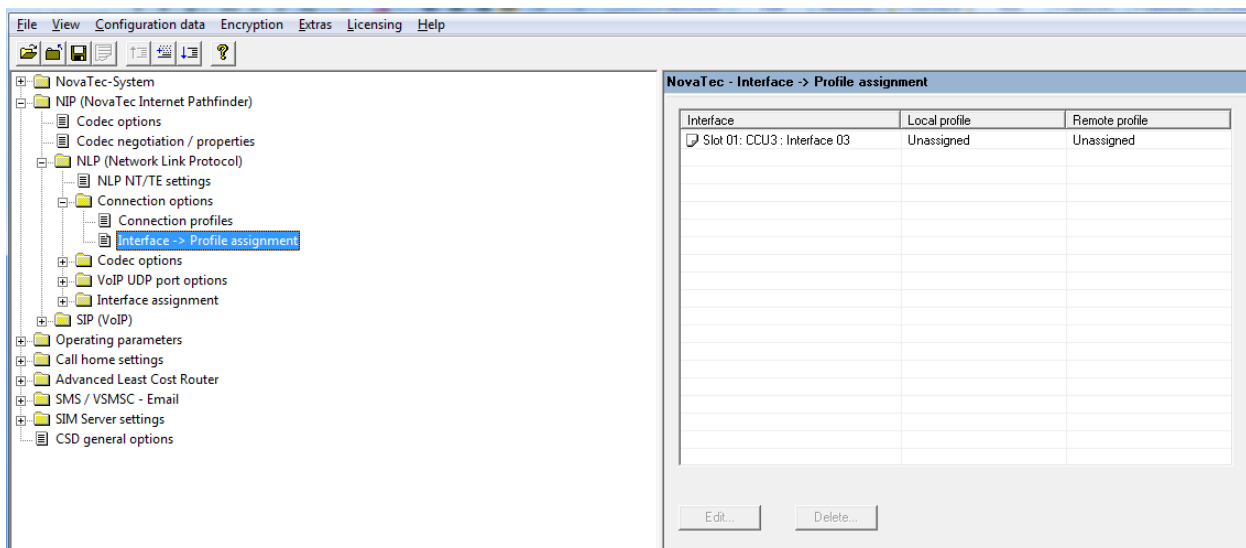 File View Configuration data Encryption Extras Licensing Help
NovaTec-System
NIP (NovaTec Internet Pathfinder)
Codec options
Codec negotiation / properties
NLP (Network Link Protocol)
NLP NT/TE settings
Connection options
Connection profiles
Interface -> Profile assignment
Codec options
VoIP UDP port options
Interface assignment
SIP (VoIP)
Operating parameters
Call home settings
Advanced Least Cost Router
SMS / VSMSC - Email
SIM Server settings
CSD general options
NovaTec - Interface -> Profile assignment
Interface Local profile Remote profile
Slot 01: CCU3 : Interface 03 Unassigned Unassigned
Edit... Delete...